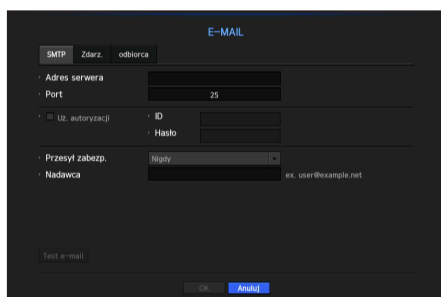 E-MAIL
SMTP Zdarz. odbiorca
Adres serwera
Port 25
Uż. autoryzacji ID
Hasło
Przesył zabezp. Nigdy
Nadawca ex. user@example.net
Test e-mail
OK Anuluj